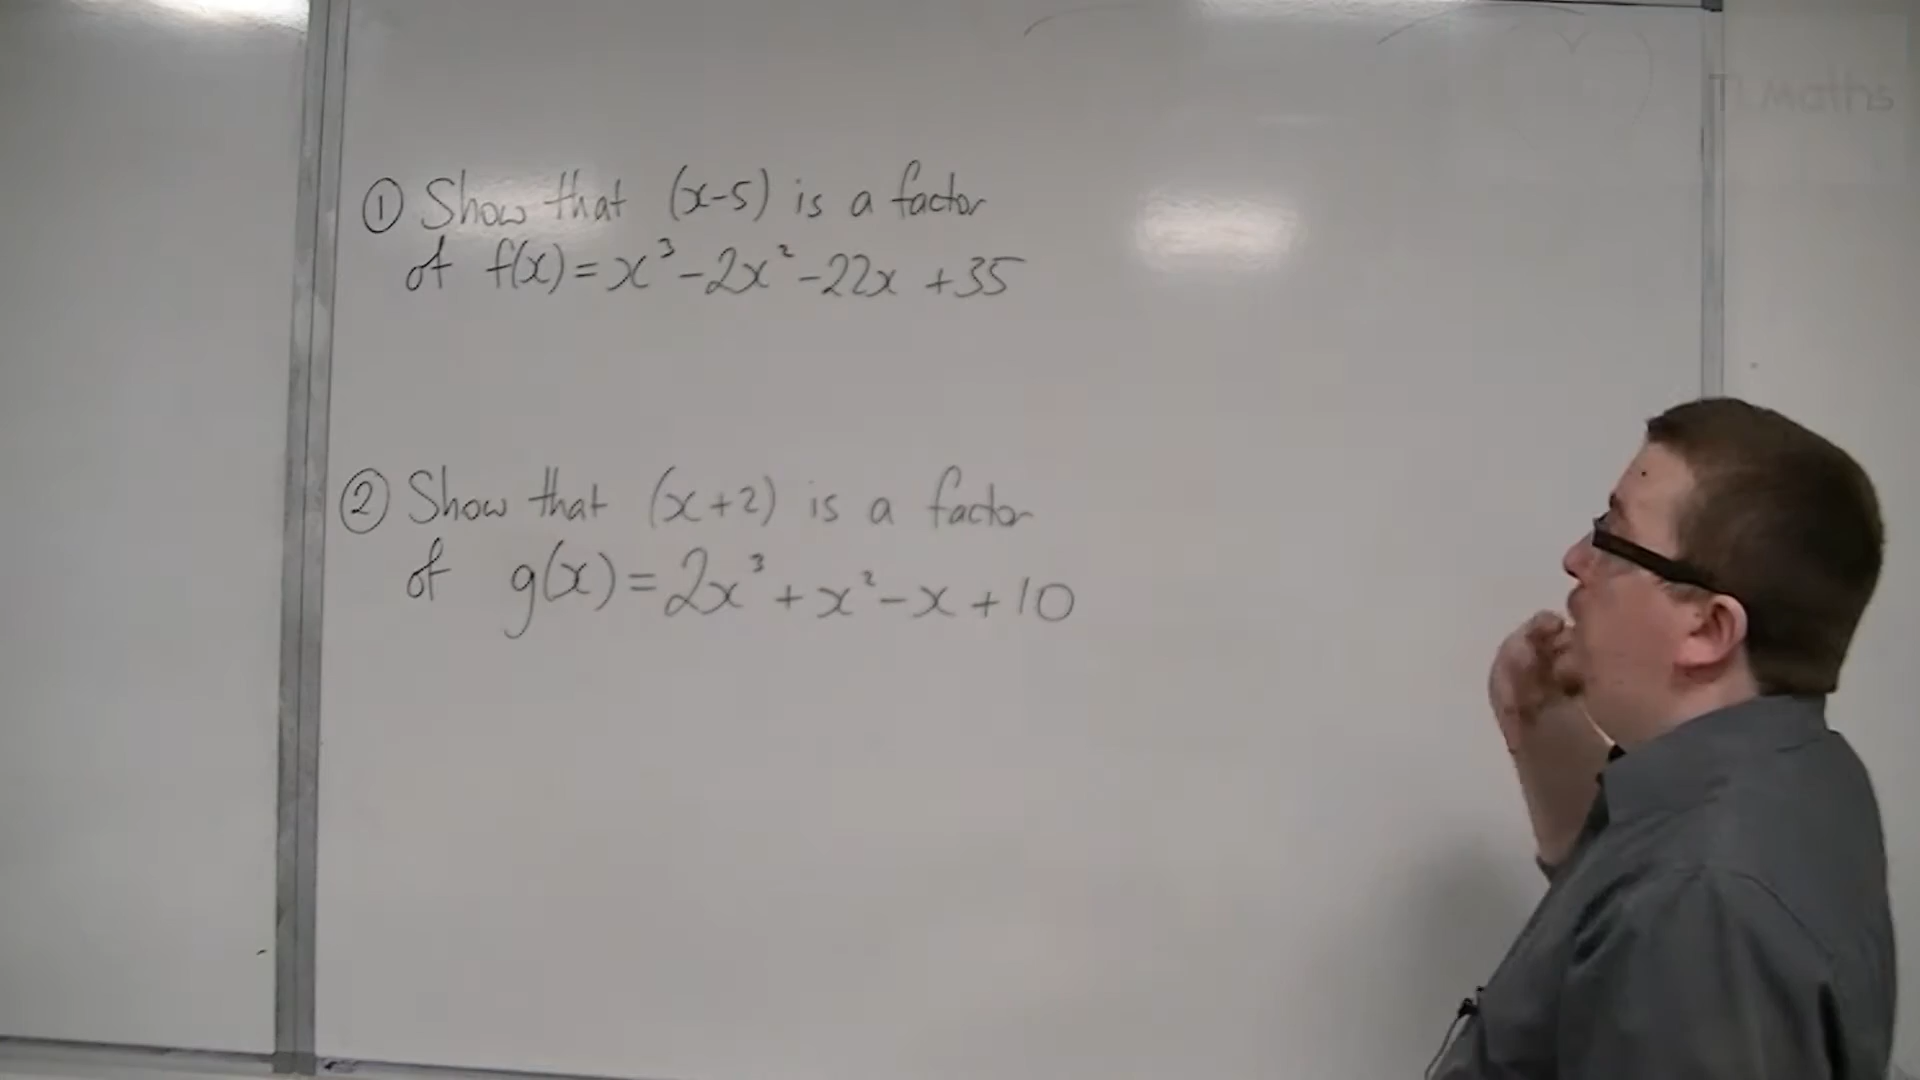 TLMaths
① Show that (x-5) is a factor
of f(x) = x³ - 2x² - 22x + 35
② Show that (x+2) is a factor
of g(x) = 2x³ + x² - x + 10